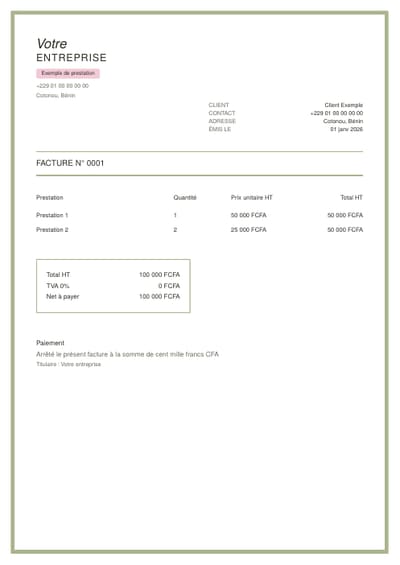 Votre
ENTREPRISE
Exemple de prestation
+229 01 00 00 00 00
Cotonou, Bénin
CLIENT Client Exemple
CONTACT +229 01 00 00 00 00
ADRESSE Cotonou, Bénin
ÉMIS LE 01 janv 2026
FACTURE N° 0001
Prestation Quantité Prix unitaire HT Total HT
Prestation 1 1 50 000 FCFA 50 000 FCFA
Prestation 2 2 25 000 FCFA 50 000 FCFA
Total HT 100 000 FCFA
TVA 0% 0 FCFA
Net à payer 100 000 FCFA
Paiement
Arrêté le présent facture à la somme de cent mille francs CFA
Titulaire : Votre entreprise